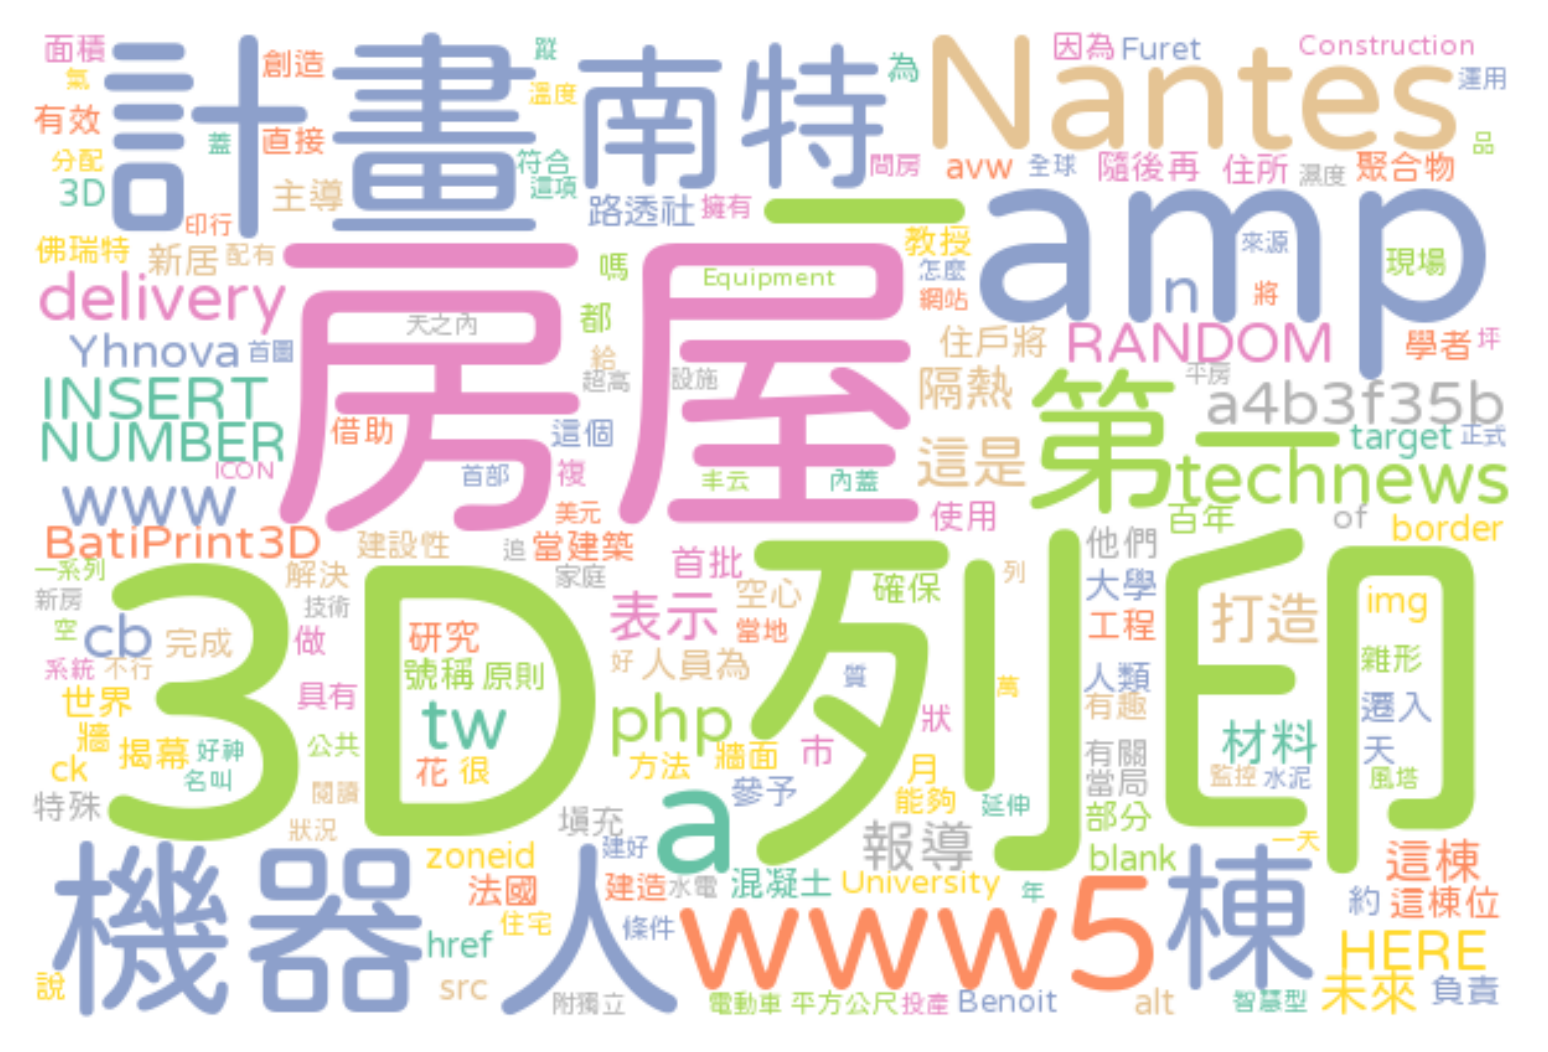 面積 創造 蹤 為 因為 Furet Construction
計畫 南特 Nantes
氣 溫度 運用
有效 直接 蓋 品
分配 符合 問房 avw 全球 隨後再 住所 濕度 聚合物
3D 主導 這項
印行 路透社 擁有 一 amp
佛瑞特 新居 配有 教授 來源
房屋 嗎 Equipment 怎麼 現場
delivery 都 網站 n 將
Yhnova 首圖 天之內 給 住戶將 RANDOM 學者 坪
INSERT 超高 設施 隔熱 平房 a4b3f35b
NUMBER 借助 這個 第一 target 正式
ICON 首部 複 丰云 內蓋 這是 technews
www 美元 使用 百年 of border
BatiPrint3D 建設性 追 當建築 他們
一系列 解決 家庭 首批 3D列印 列
新房 技術 表示 空心 確保 大學 打造 img
空 cb 完成 做 研究 當地 工程
系統 不行 號稱 原則 好 人員為 質 人類 雜形
世界 具有 tw php 萬 有趣 遷入
牆 揭幕 好神 公共 狀 市 材料 天
ck 名叫 花 很 方法 牆面 月 有關 監控 水泥 風塔
特殊 閱讀 a 參予 能夠 延伸 當局
狀況 填充 報導 部分 一天
機器人 zoneid 建好 blank 棟 這棟
法國 建造 水電 混凝土 University 年 約 這棟位
href 住宅 條件 www5 HERE
說 src 附獨立 電動車 平方公尺 投產 Benoit alt 智慧型 未來 負責